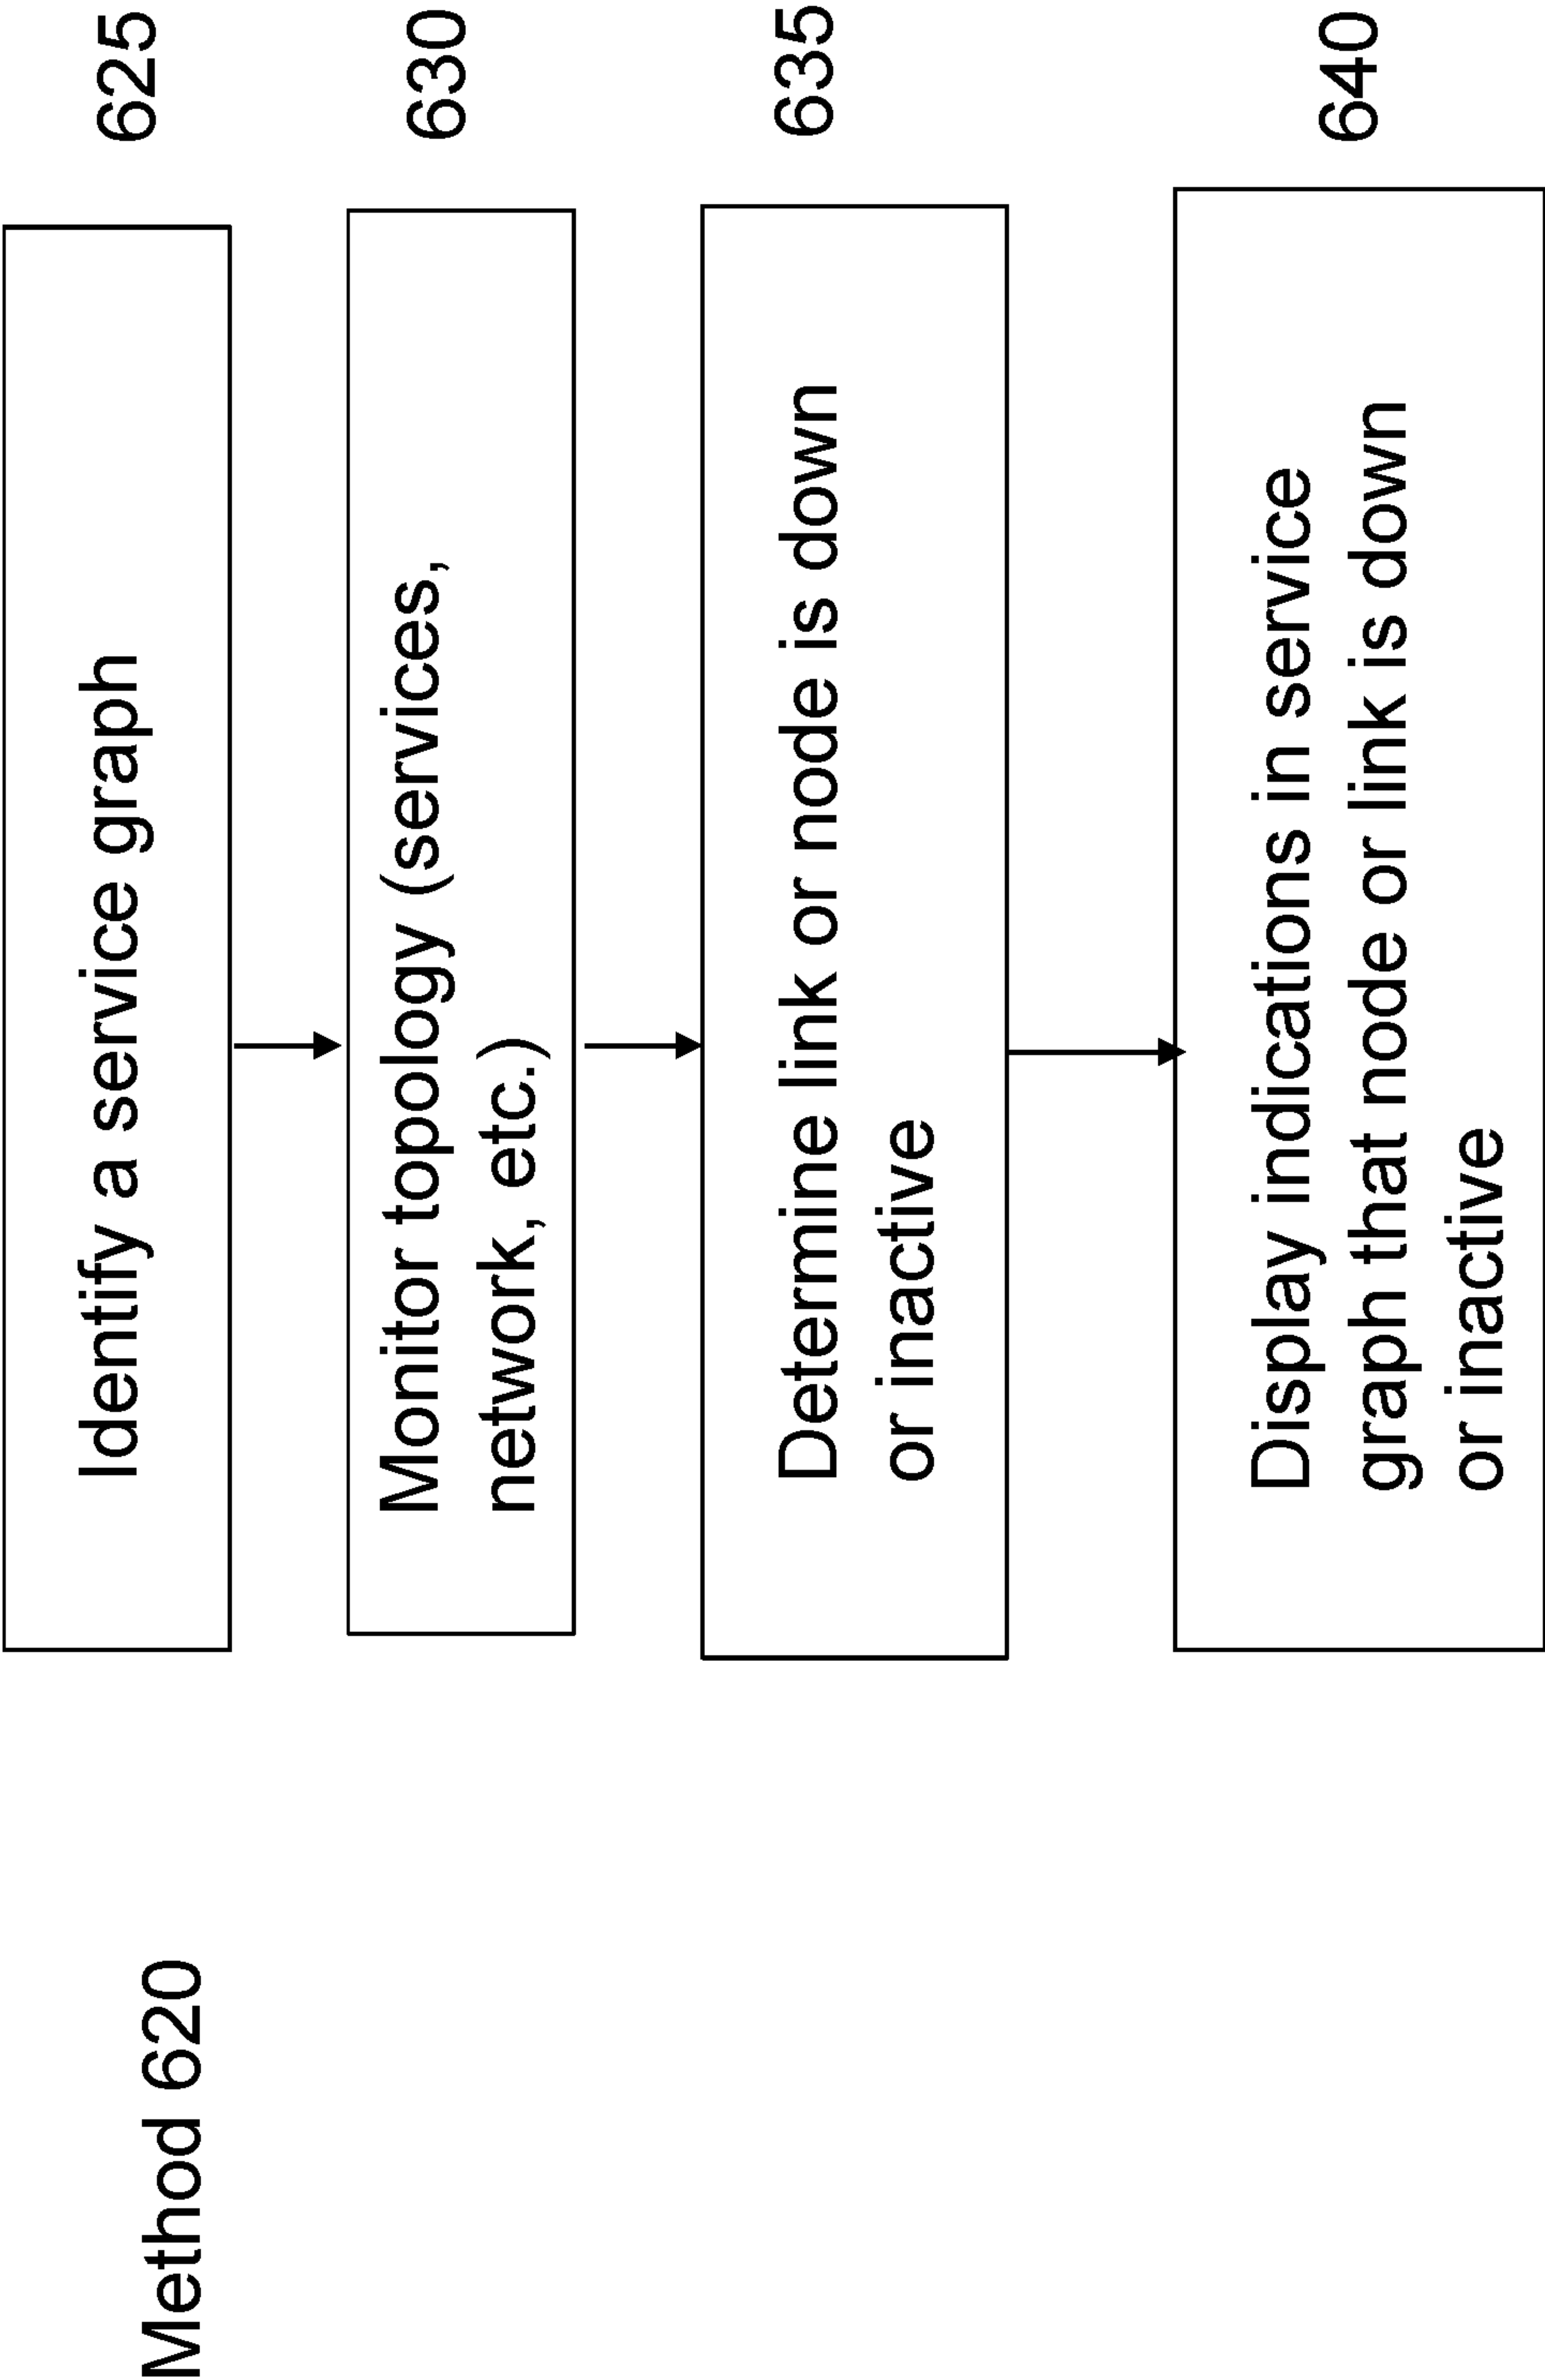 Method 620
Identify a service graph
625
Monitor topology (services,
network, etc.)
630
Determine link or node is down
or inactive
635
Display indications in service
graph that node or link is down
or inactive
640